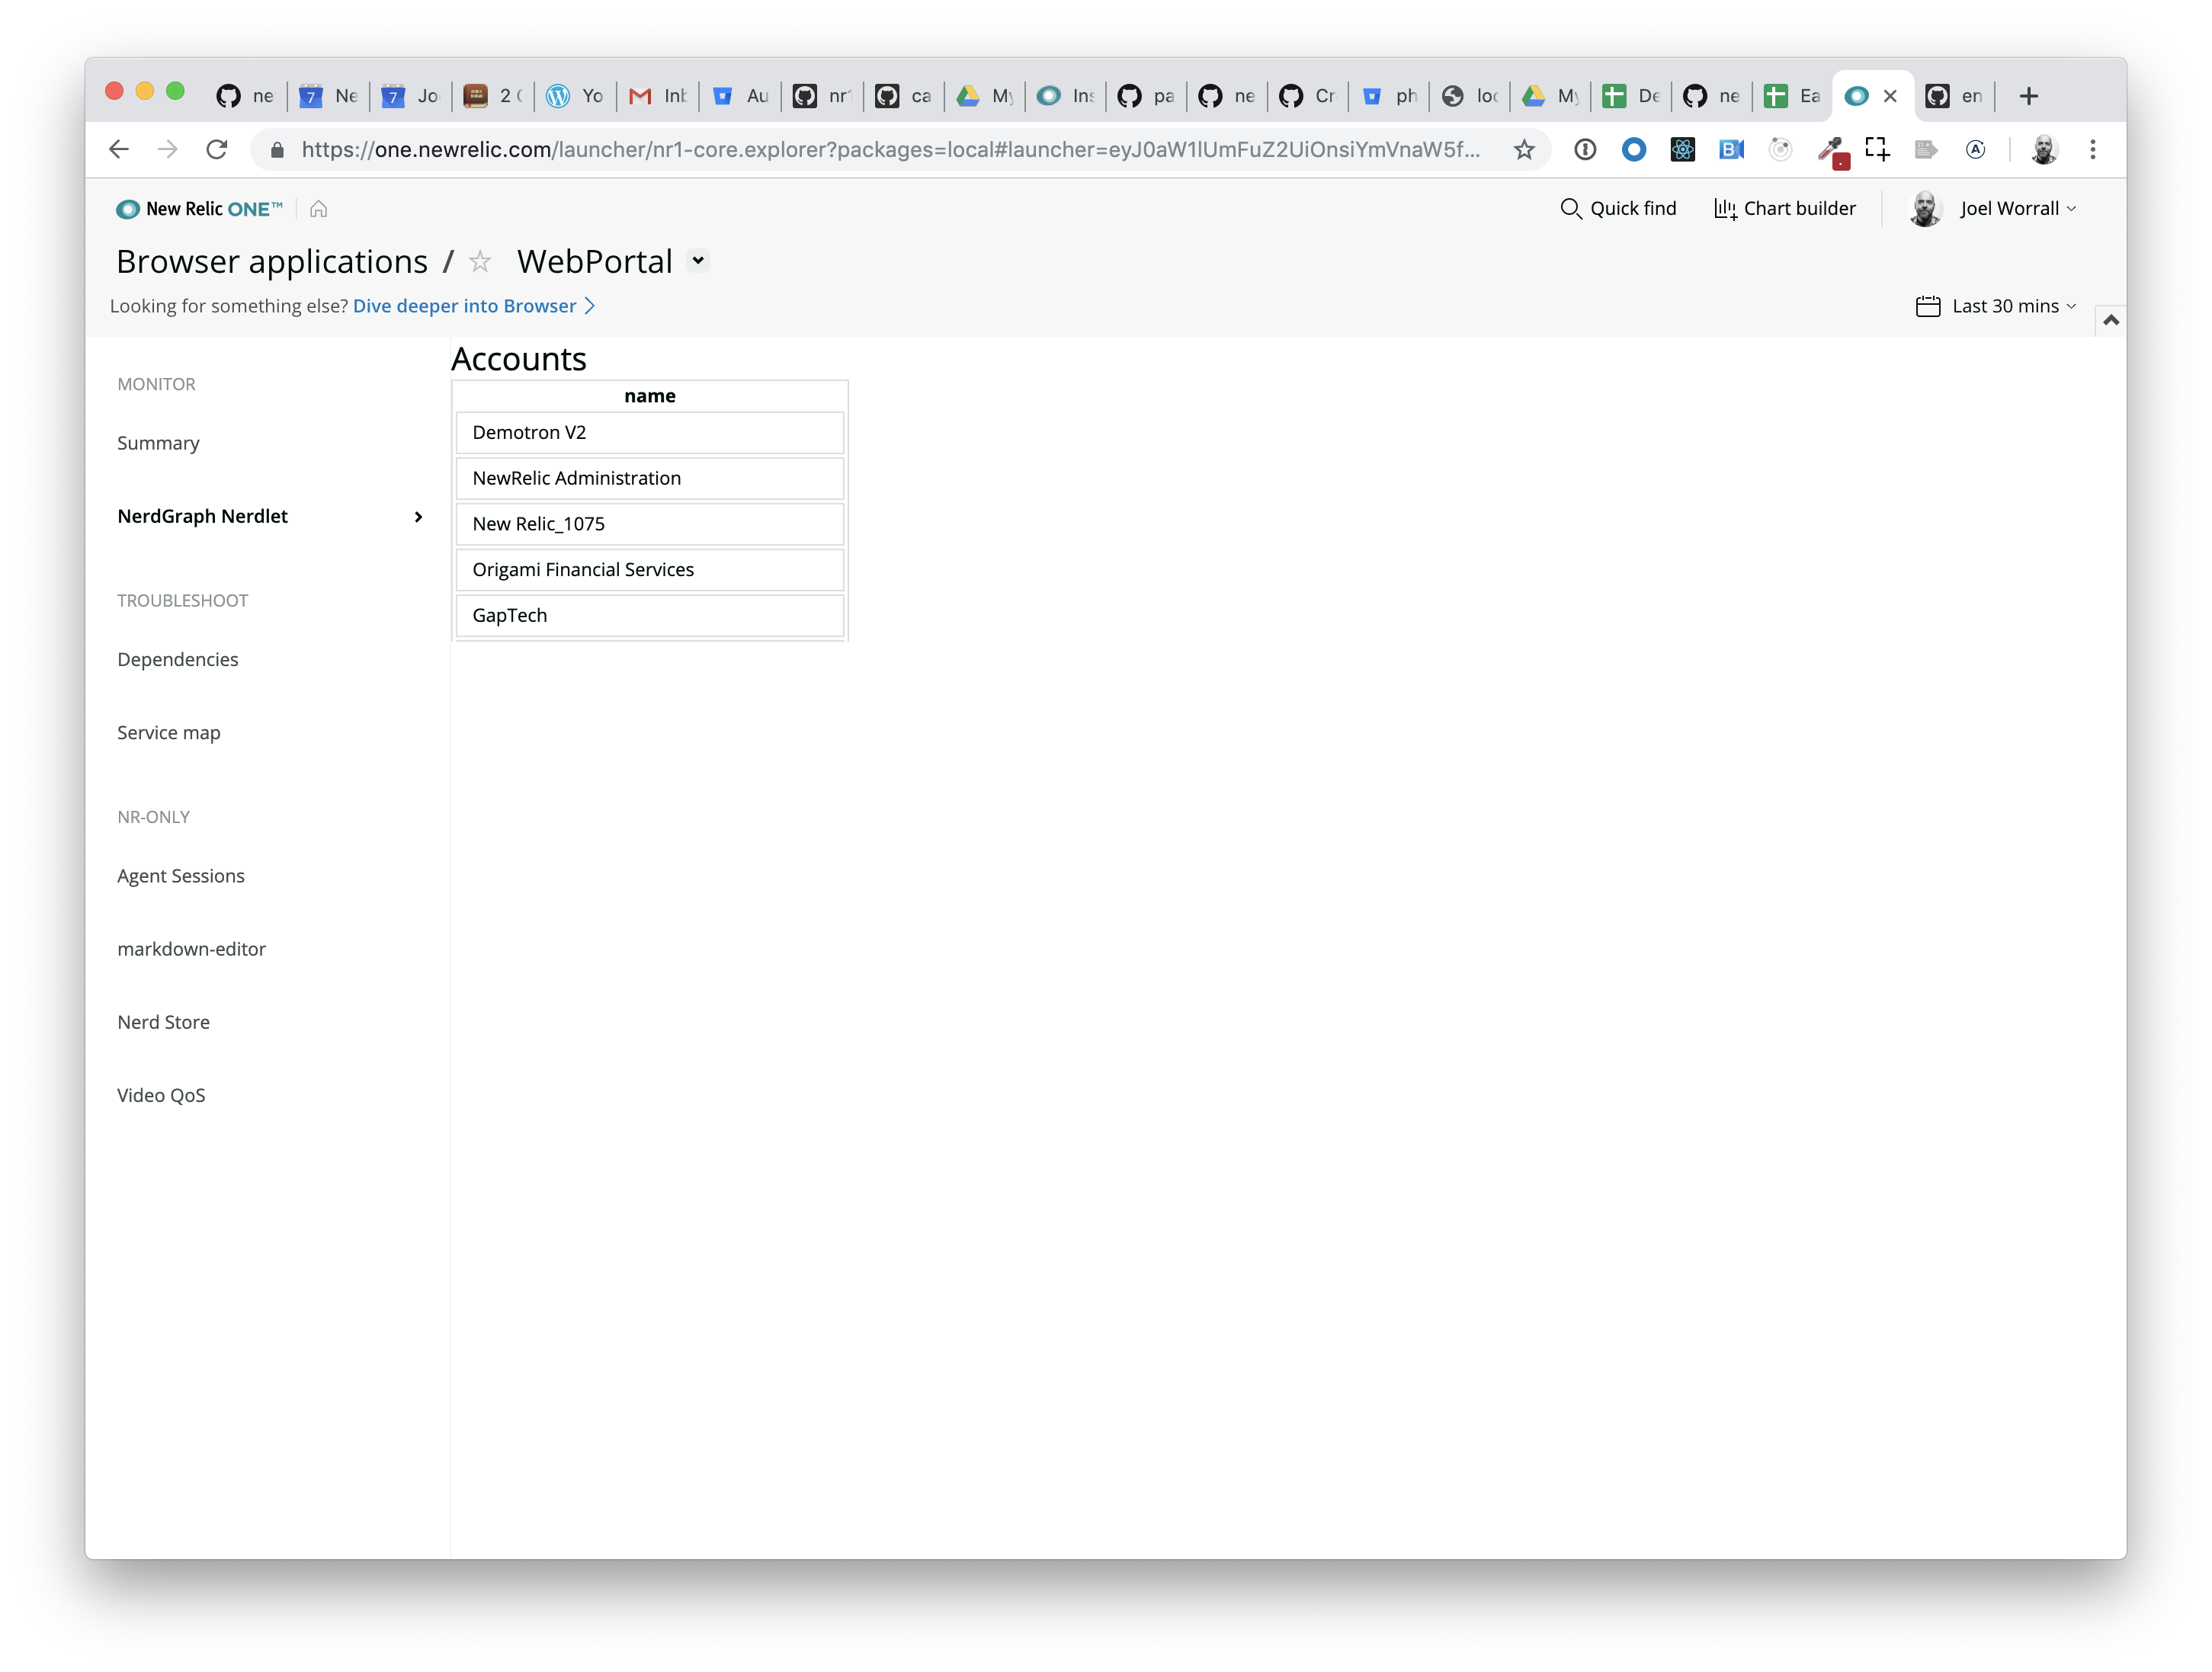 ne
7 Ne
7 Jo
2
Yo
Inb
Au
nr
ca
My
Ins
pa
ne
Cr
ph
loc
My
De
ne
Ea
en
https://one.newrelic.com/launcher/nr1-core.explorer?packages=local#launcher=eyJ0aW1lUmFuZ2UiOnsiYmVnaW5f...
New Relic ONE™
Quick find
Chart builder
Joel Worrall
Browser applications / WebPortal
Looking for something else? Dive deeper into Browser
Last 30 mins
MONITOR
Summary
NerdGraph Nerdlet
TROUBLESHOOT
Dependencies
Service map
NR-ONLY
Agent Sessions
markdown-editor
Nerd Store
Video QoS
Accounts
name
Demotron V2
NewRelic Administration
New Relic_1075
Origami Financial Services
GapTech